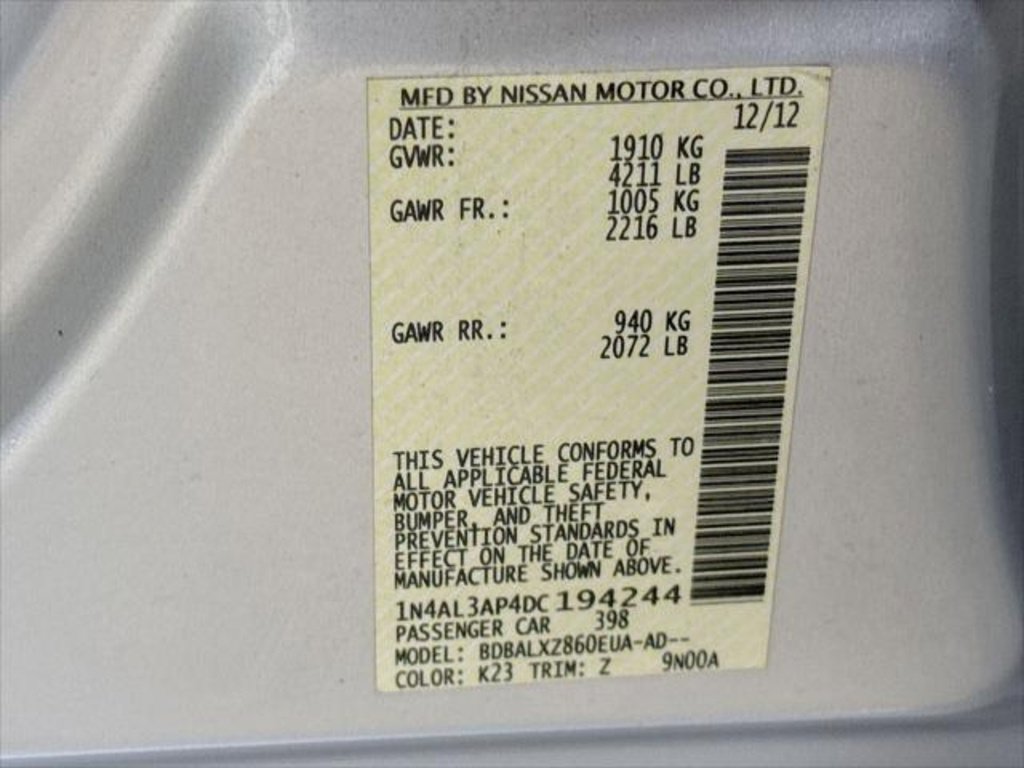 MFD BY NISSAN MOTOR CO., LTD.
DATE: 12/12
GVWR: 1910 KG
4211 LB
GAWR FR.: 1005 KG
2216 LB
GAWR RR.: 940 KG
2072 LB
THIS VEHICLE CONFORMS TO
ALL APPLICABLE FEDERAL
MOTOR VEHICLE SAFETY,
BUMPER, AND THEFT
PREVENTION STANDARDS IN
EFFECT ON THE DATE OF
MANUFACTURE SHOWN ABOVE.
1N4AL3AP4DC 194244
PASSENGER CAR 398
MODEL: BDBALXZ860EUA-AD--
COLOR: K23 TRIM: Z 9N00A